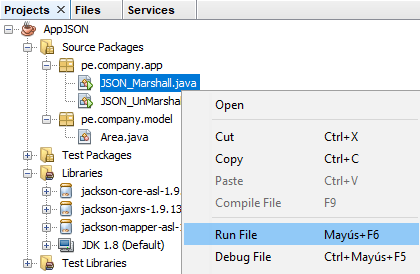 Projects × Files Services
AppJSON
Source Packages
pe.company.app
JSON_Marshall.java
JSON_UnMarshal
pe.company.model
Area.java
Test Packages
Libraries
jackson-core-asl-1.9
jackson-jaxrs-1.9.13
jackson-mapper-asl-1
JDK 1.8 (Default)
Test Libraries
Open
Cut Ctrl+X
Copy Ctrl+C
Paste Ctrl+V
Compile File F9
Run File Mayús+F6
Debug File Ctrl+Mayús+F5